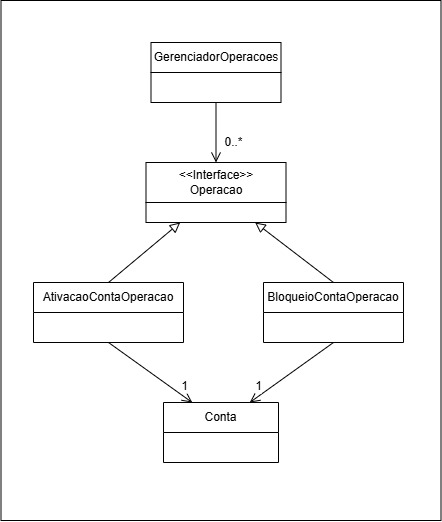 GerenciadorOperacoes
0..*
<<Interface>>
Operacao
AtivacaoContaOperacao
BloqueioContaOperacao
1
1
Conta